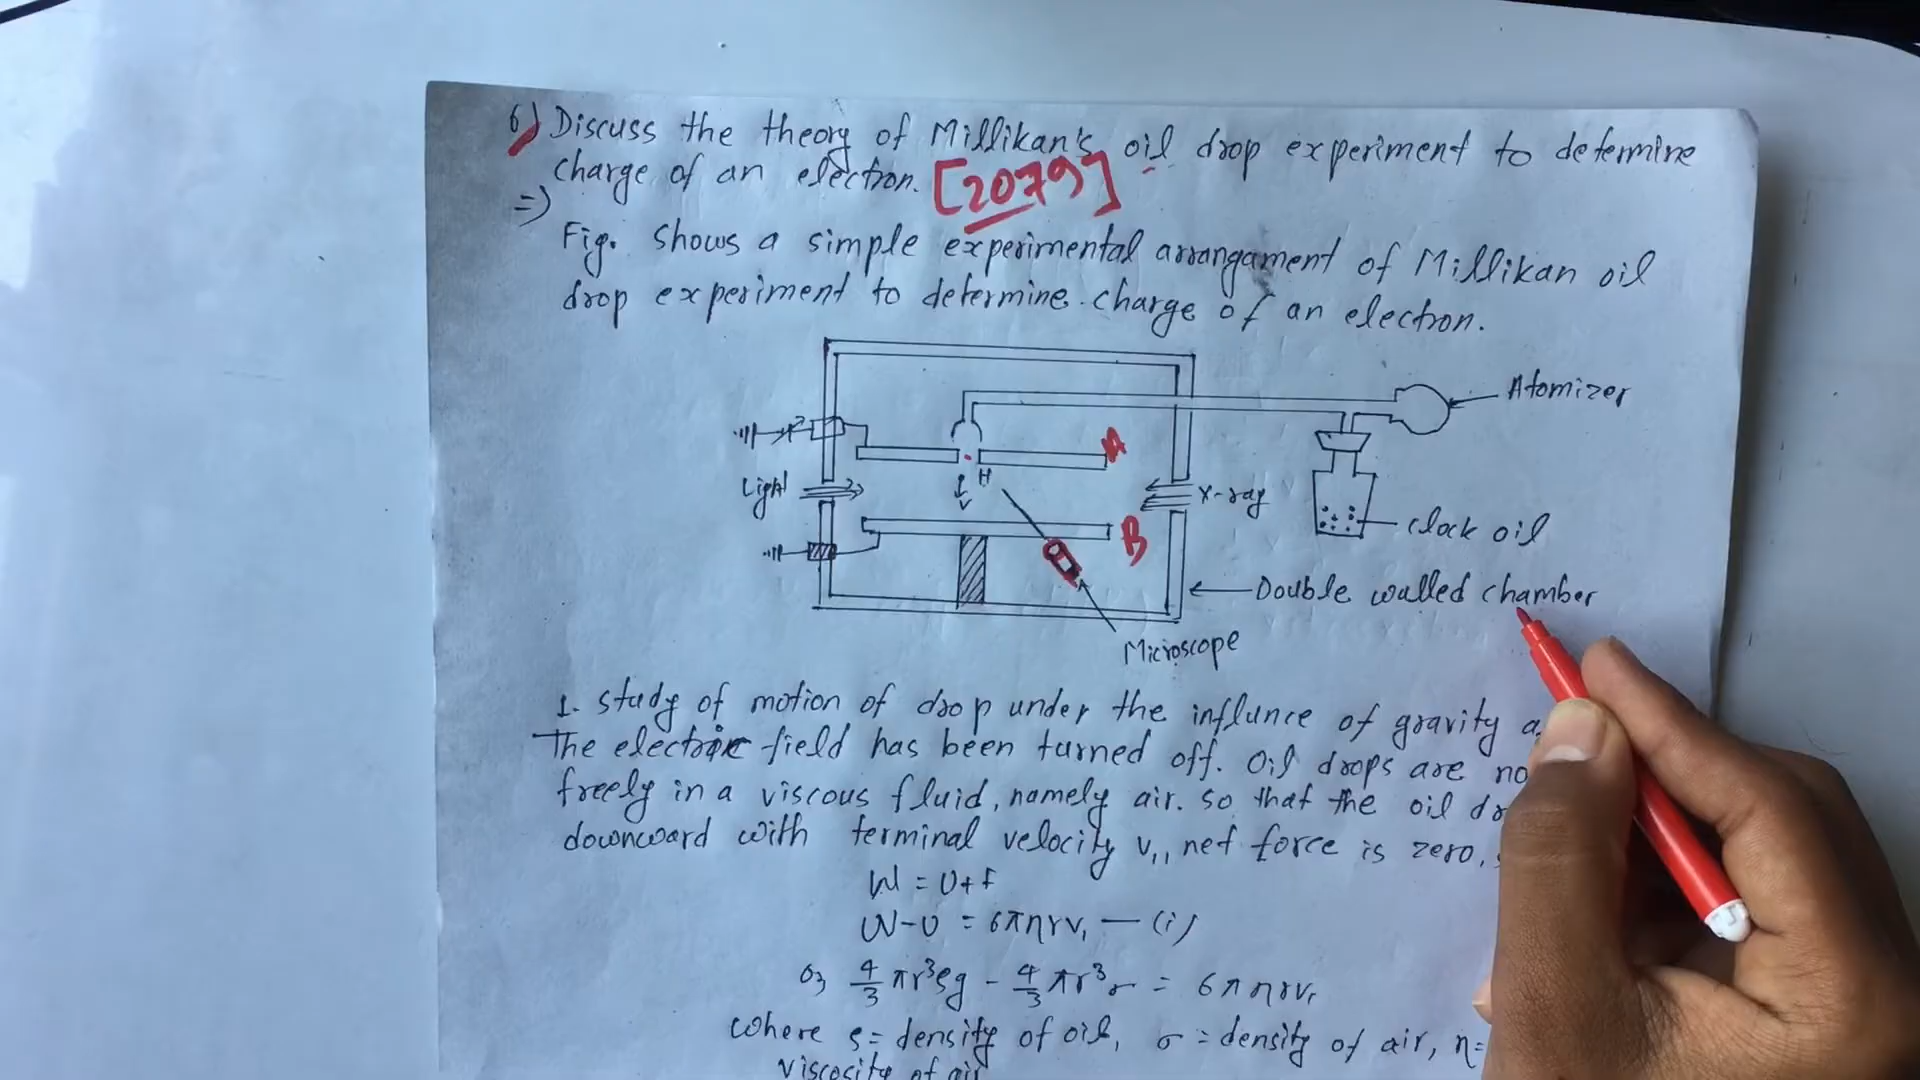 6) Discuss the theory of Millikan's oil drop experiment to determine
charge of an electron. [2079]
=)
Fig. shows a simple experimental arrangament of Millikan oil
drop experiment to determine charge of an electron.
Atomizer
A
H
Light
X-ray
B
clock oil
Double walled chamber
Microscope
1. study of motion of drop under the influnce of gravity
The electric field has been turned off. Oil drops are
freely in a viscous fluid, namely air. so that the oil
downward with terminal velocity v₁, net force is zero,
W = U+F
W-U = 6πηrv₁ — (i)
or, 4/3 πr³ρg - 4/3 πr³σ = 6πηrv₁
where ρ = density of oil, σ = density of air, η =
viscosity of air